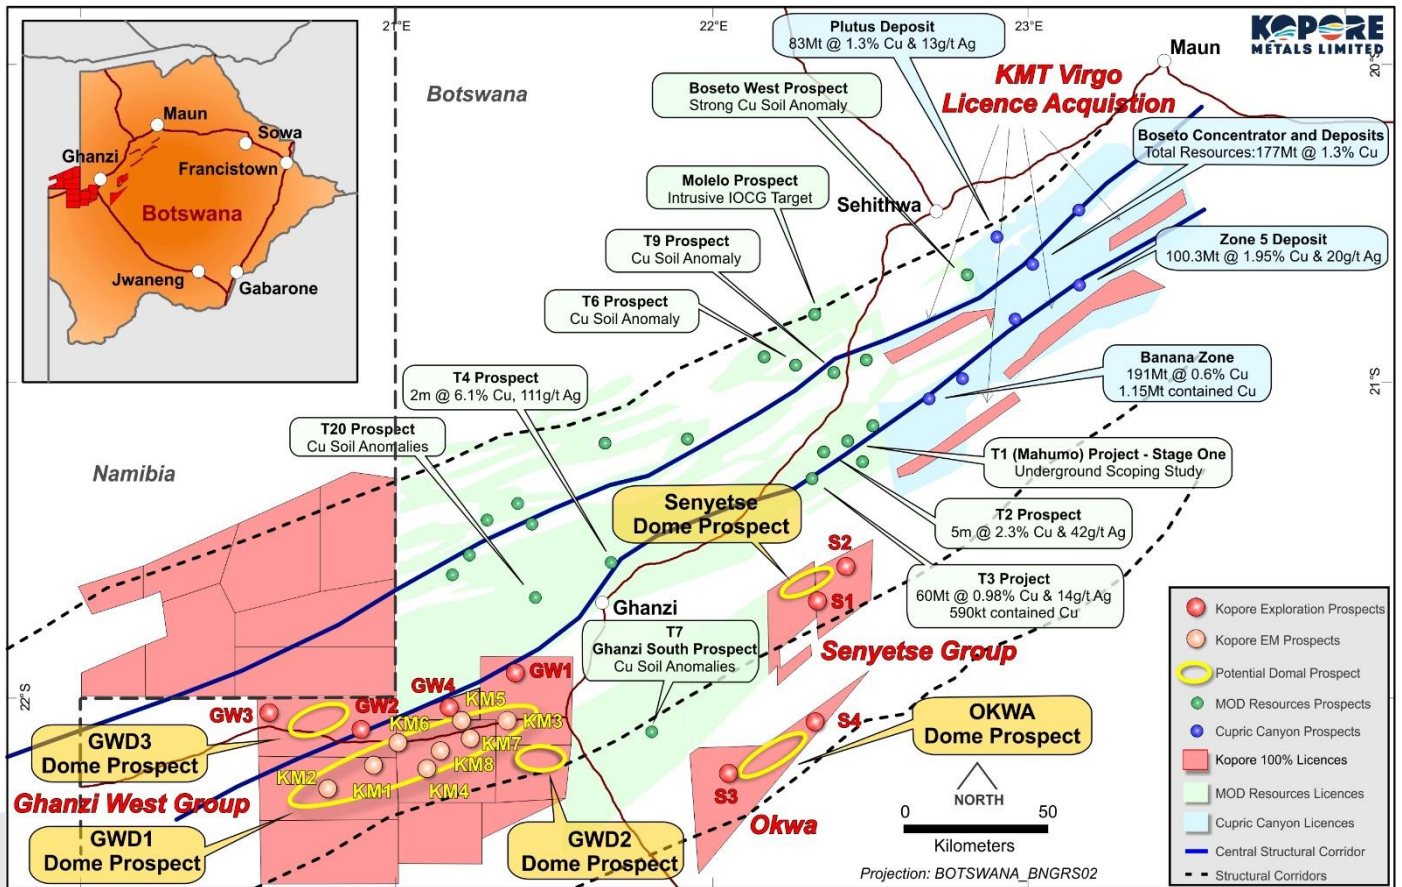 21°E
22°E
23°E
20°S
21°S
22°S
KOPORE
METALS LIMITED
Maun
Sowa
Ghanzi
Francistown
Botswana
Jwaneng
Gabarone
Botswana
Namibia
Plutus Deposit
83Mt @ 1.3% Cu & 13g/t Ag
Maun
KMT Virgo
Licence Acquistion
Boseto West Prospect
Strong Cu Soil Anomaly
Boseto Concentrator and Deposits
Total Resources:177Mt @ 1.3% Cu
Molelo Prospect
Intrusive IOCG Target
Sehithwa
T9 Prospect
Cu Soil Anomaly
Zone 5 Deposit
100.3Mt @ 1.95% Cu & 20g/t Ag
T6 Prospect
Cu Soil Anomaly
Banana Zone
191Mt @ 0.6% Cu
1.15Mt contained Cu
T4 Prospect
2m @ 6.1% Cu, 111g/t Ag
T20 Prospect
Cu Soil Anomalies
T1 (Mahumo) Project - Stage One
Underground Scoping Study
Senyetse
Dome Prospect
T2 Prospect
5m @ 2.3% Cu & 42g/t Ag
S2
S1
T3 Project
60Mt @ 0.98% Cu & 14g/t Ag
590kt contained Cu
Ghanzi
T7
Ghanzi South Prospect
Cu Soil Anomalies
Senyetse Group
GW1
GW4
GW3
GW2
KM5
KM6
KM3
KM7
KM8
KM2
KM1
KM4
S4
S3
OKWA
Dome Prospect
GWD3
Dome Prospect
Ghanzi West Group
GWD1
Dome Prospect
GWD2
Dome Prospect
Okwa
NORTH
0
50
Kilometers
Projection: BOTSWANA_BNGRS02
LEGEND
Kopore Exploration Prospects
Kopore EM Prospects
Potential Domal Prospect
MOD Resources Prospects
Cupric Canyon Prospects
Kopore 100% Licences
MOD Resources Licences
Cupric Canyon Licences
Central Structural Corridor
Structural Corridors